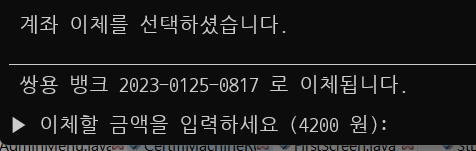 계좌 이체를 선택하셨습니다.
쌍용 뱅크 2023-0125-0817 로 이체됩니다.
▶ 이체할 금액을 입력하세요 (4200 원):